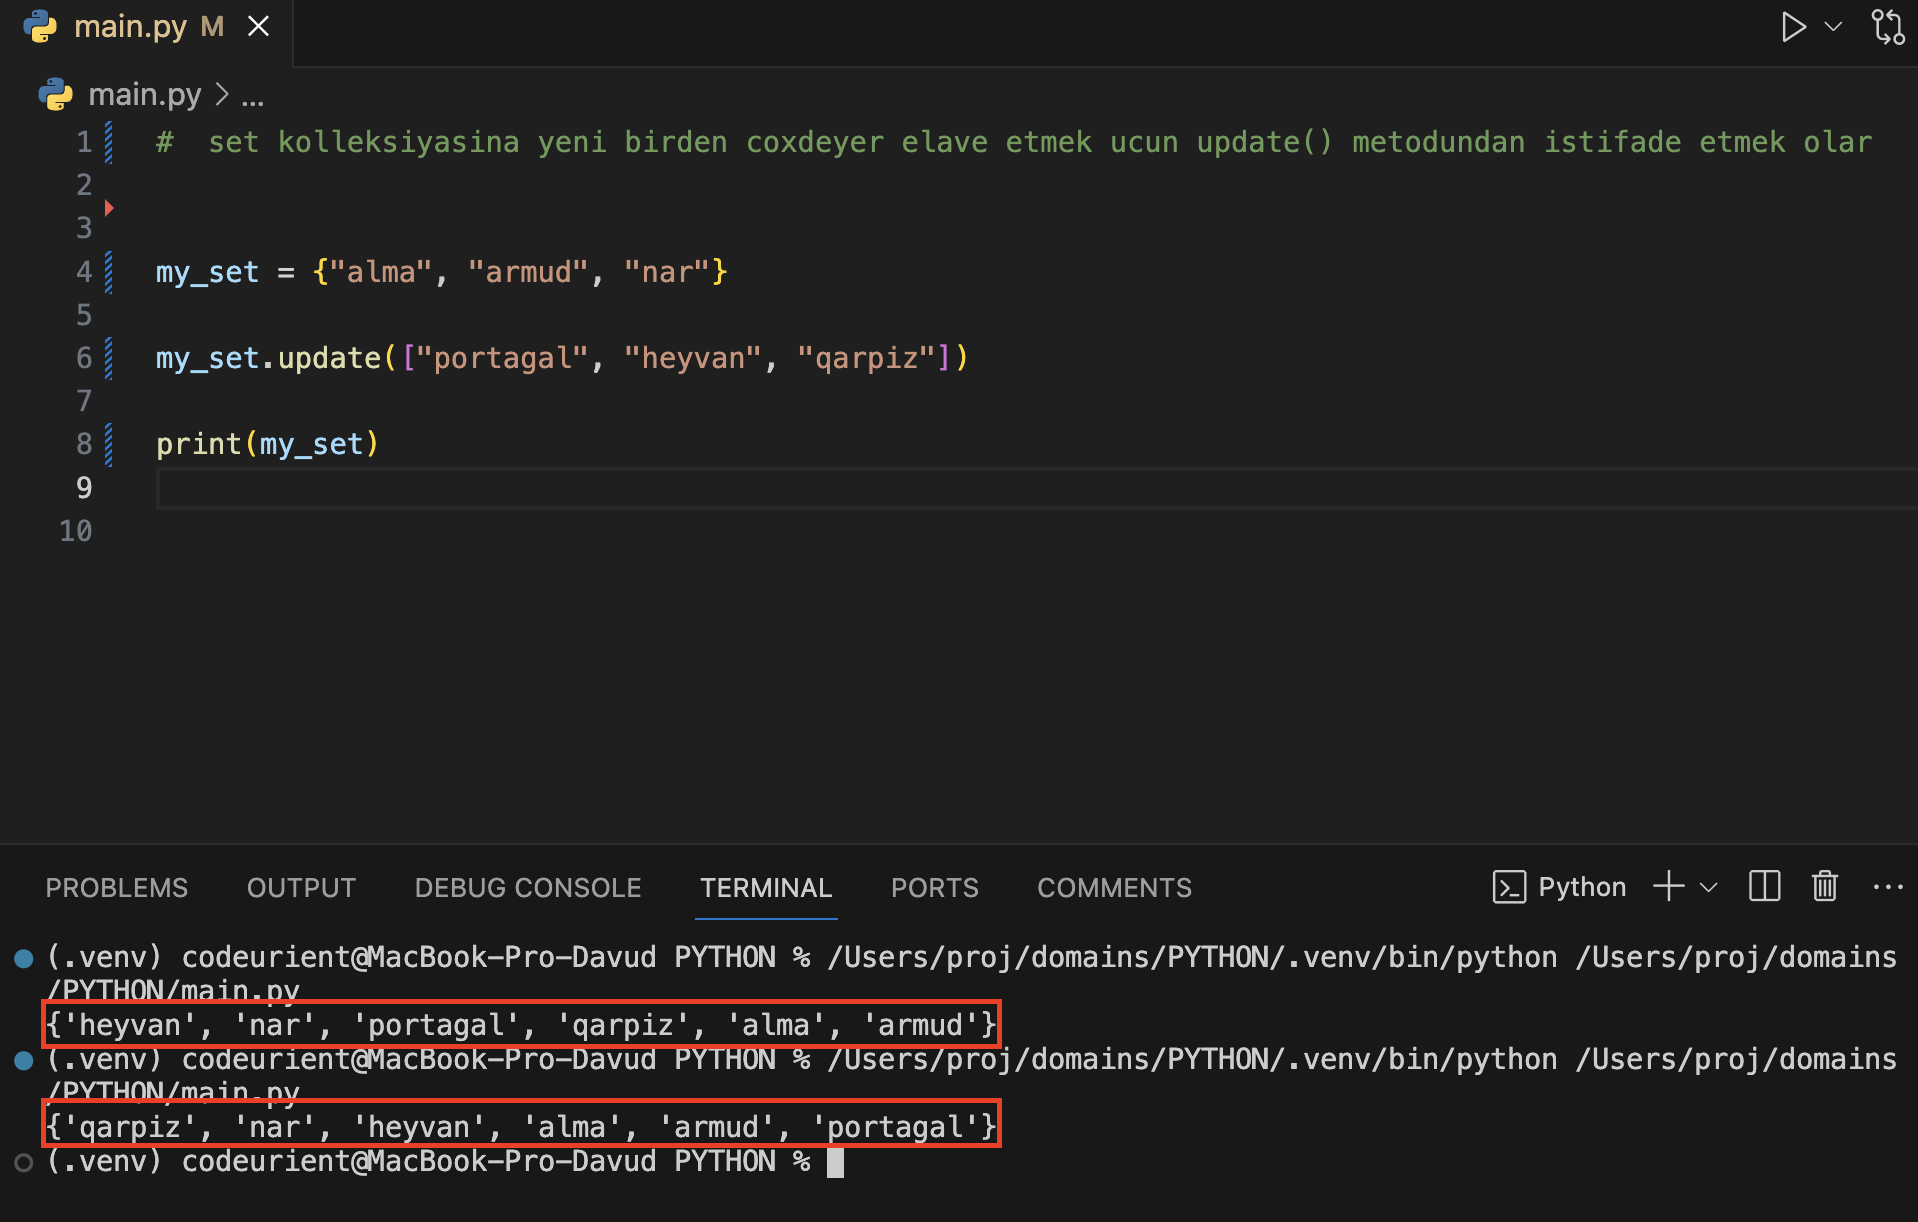 main.py M
main.py > ...
1 #  set kolleksiyasina yeni birden coxdeyer elave etmek ucun update() metodundan istifade etmek olar
2
3
4 my_set = {"alma", "armud", "nar"}
5
6 my_set.update(["portagal", "heyvan", "qarpiz"])
7
8 print(my_set)
9
10
PROBLEMS OUTPUT DEBUG CONSOLE TERMINAL PORTS COMMENTS Python
(.venv) codeurient@MacBook-Pro-Davud PYTHON % /Users/proj/domains/PYTHON/.venv/bin/python /Users/proj/domains
/PYTHON/main.py
{'heyvan', 'nar', 'portagal', 'qarpiz', 'alma', 'armud'}
(.venv) codeurient@MacBook-Pro-Davud PYTHON % /Users/proj/domains/PYTHON/.venv/bin/python /Users/proj/domains
/PYTHON/main.py
{'qarpiz', 'nar', 'heyvan', 'alma', 'armud', 'portagal'}
(.venv) codeurient@MacBook-Pro-Davud PYTHON %